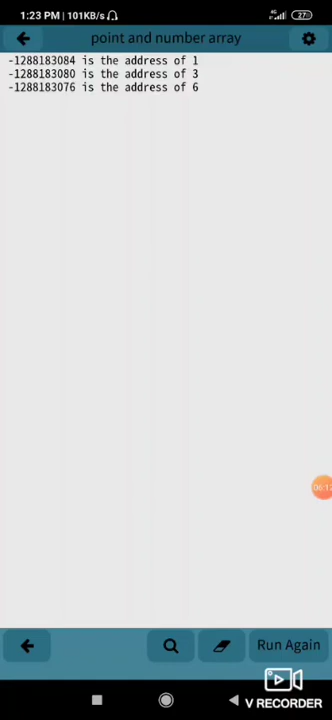 1:23 PM | 101KB/s
4G
27
point and number array
-1288183084 is the address of 1
-1288183080 is the address of 3
-1288183076 is the address of 6
Run Again
V RECORDER